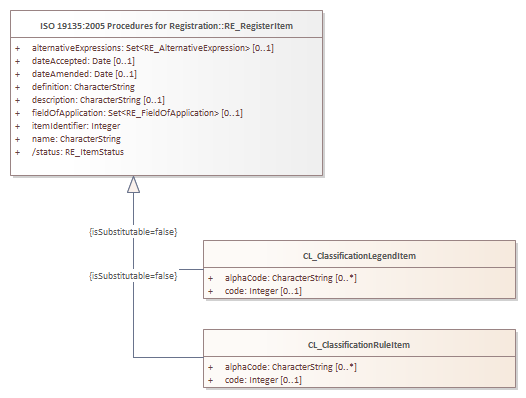 ISO 19135:2005 Procedures for Registration::RE_RegisterItem
+ alternativeExpressions: Set<RE_AlternativeExpression> [0..1]
+ dateAccepted: Date [0..1]
+ dateAmended: Date [0..1]
+ definition: CharacterString
+ description: CharacterString [0..1]
+ fieldOfApplication: Set<RE_FieldOfApplication> [0..1]
+ itemIdentifier: Integer
+ name: CharacterString
+ /status: RE_ItemStatus
{isSubstitutable=false}
CL_ClassificationLegendItem
{isSubstitutable=false}
+ alphaCode: CharacterString [0..*]
+ code: Integer [0..1]
CL_ClassificationRuleItem
+ alphaCode: CharacterString [0..*]
+ code: Integer [0..1]